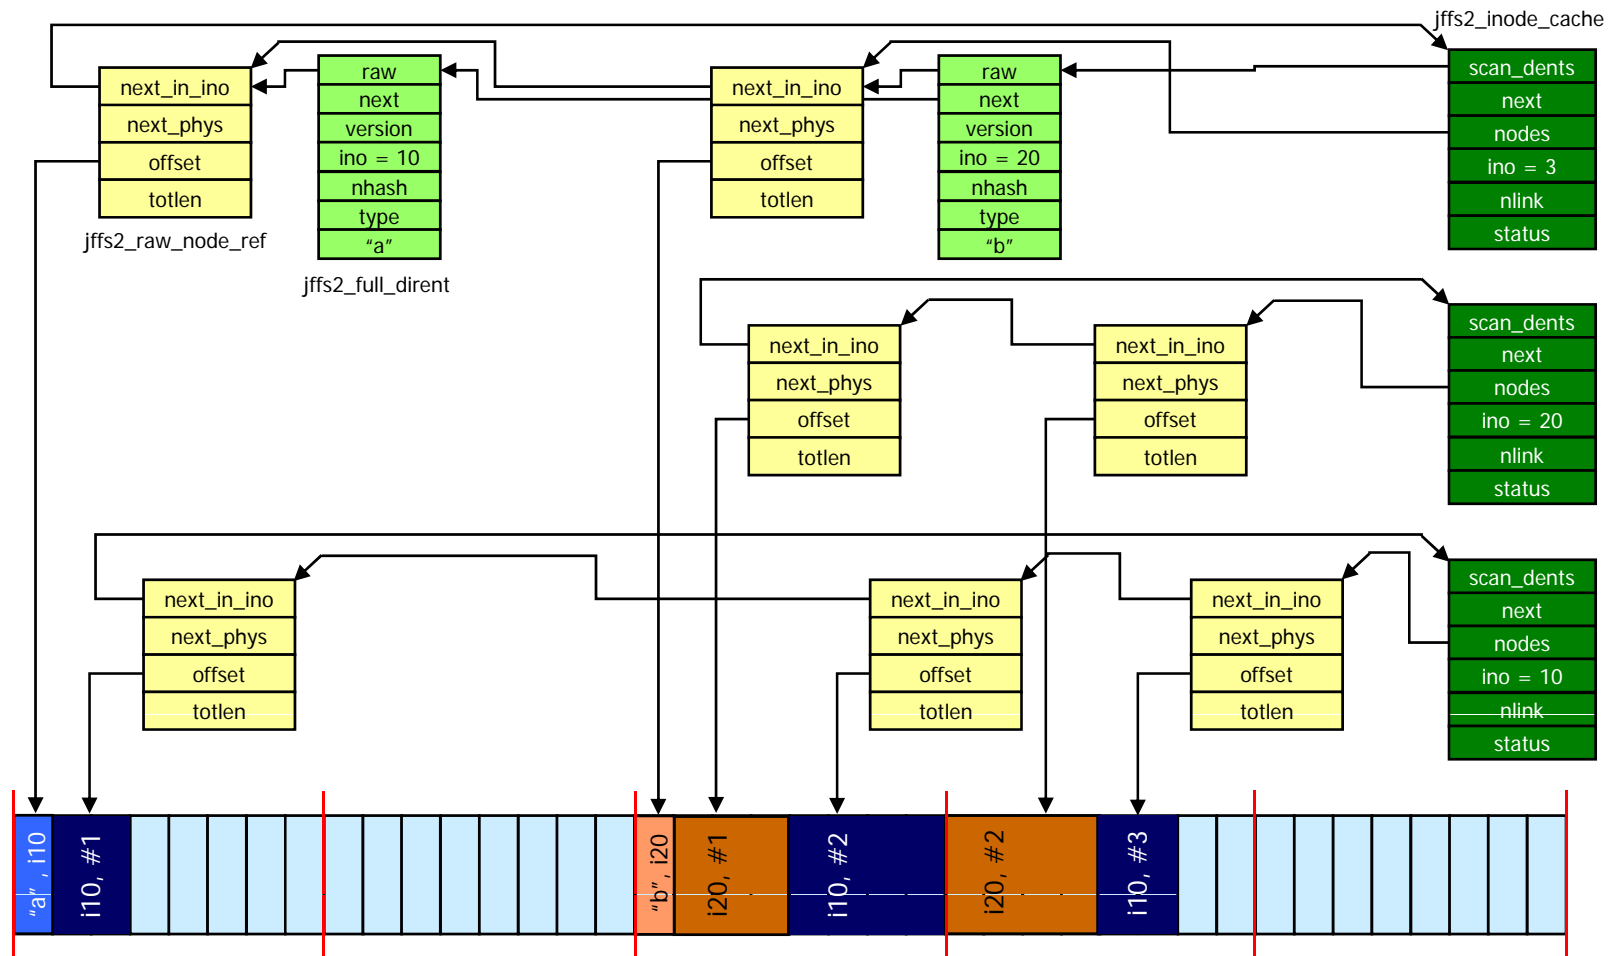 jffs2_inode_cache
next_in_ino
next_phys
offset
totlen
jffs2_raw_node_ref
raw
next
version
ino = 10
nhash
type
“a”
jffs2_full_dirent
next_in_ino
next_phys
offset
totlen
raw
next
version
ino = 20
nhash
type
“b”
scan_dents
next
nodes
ino = 3
nlink
status
next_in_ino
next_phys
offset
totlen
next_in_ino
next_phys
offset
totlen
scan_dents
next
nodes
ino = 20
nlink
status
next_in_ino
next_phys
offset
totlen
next_in_ino
next_phys
offset
totlen
next_in_ino
next_phys
offset
totlen
scan_dents
next
nodes
ino = 10
nlink
status
“a” , i10
i10, #1
“b”, i20
i20, #1
i10, #2
i20, #2
i10, #3